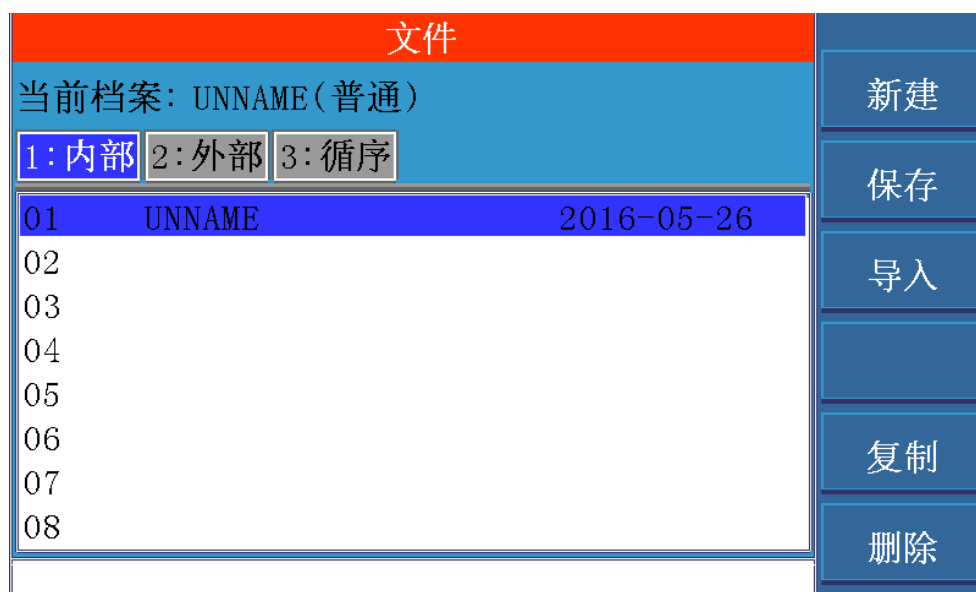 文件
当前档案: UNNAME(普通)
1:内部 2:外部 3:循序
01 UNNAME 2016-05-26
02
03
04
05
06
07
08
新建
保存
导入
复制
删除